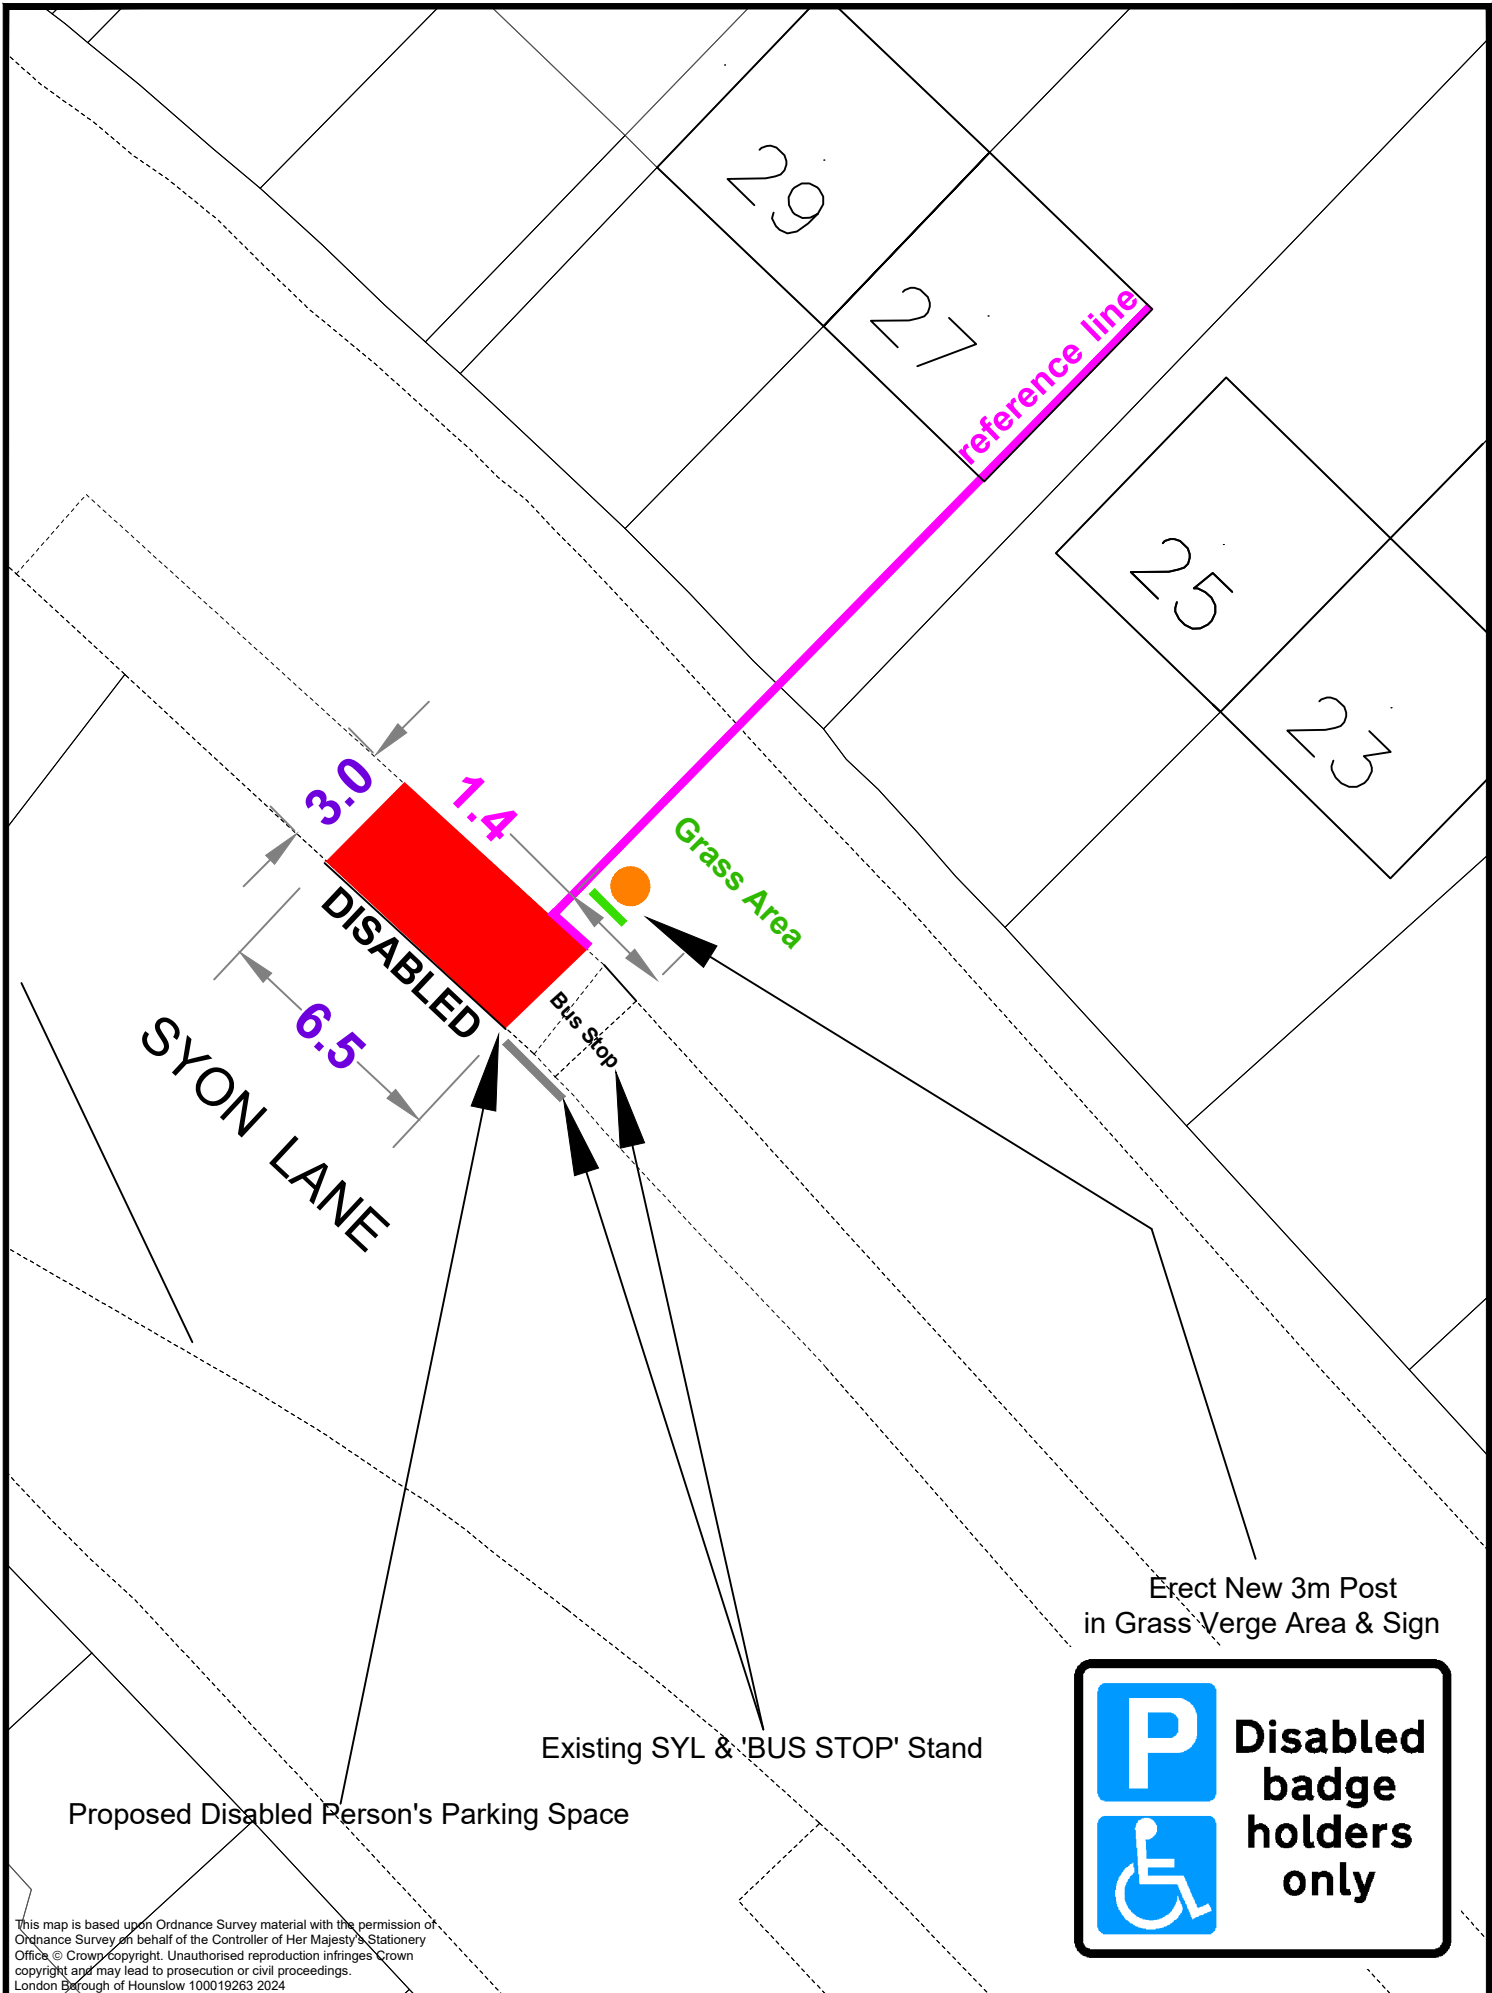 29
27
reference line
25
23
3.0
1.4
Grass Area
DISABLED
6.5
Bus Stop
SYON LANE
Erect New 3m Post
in Grass Verge Area & Sign
Existing SYL & 'BUS STOP' Stand
Proposed Disabled Person's Parking Space
P
Disabled
badge
holders
only
This map is based upon Ordnance Survey material with the permission of
Ordnance Survey on behalf of the Controller of Her Majesty's Stationery
Office © Crown copyright. Unauthorised reproduction infringes Crown
copyright and may lead to prosecution or civil proceedings.
London Borough of Hounslow 100019263 2024